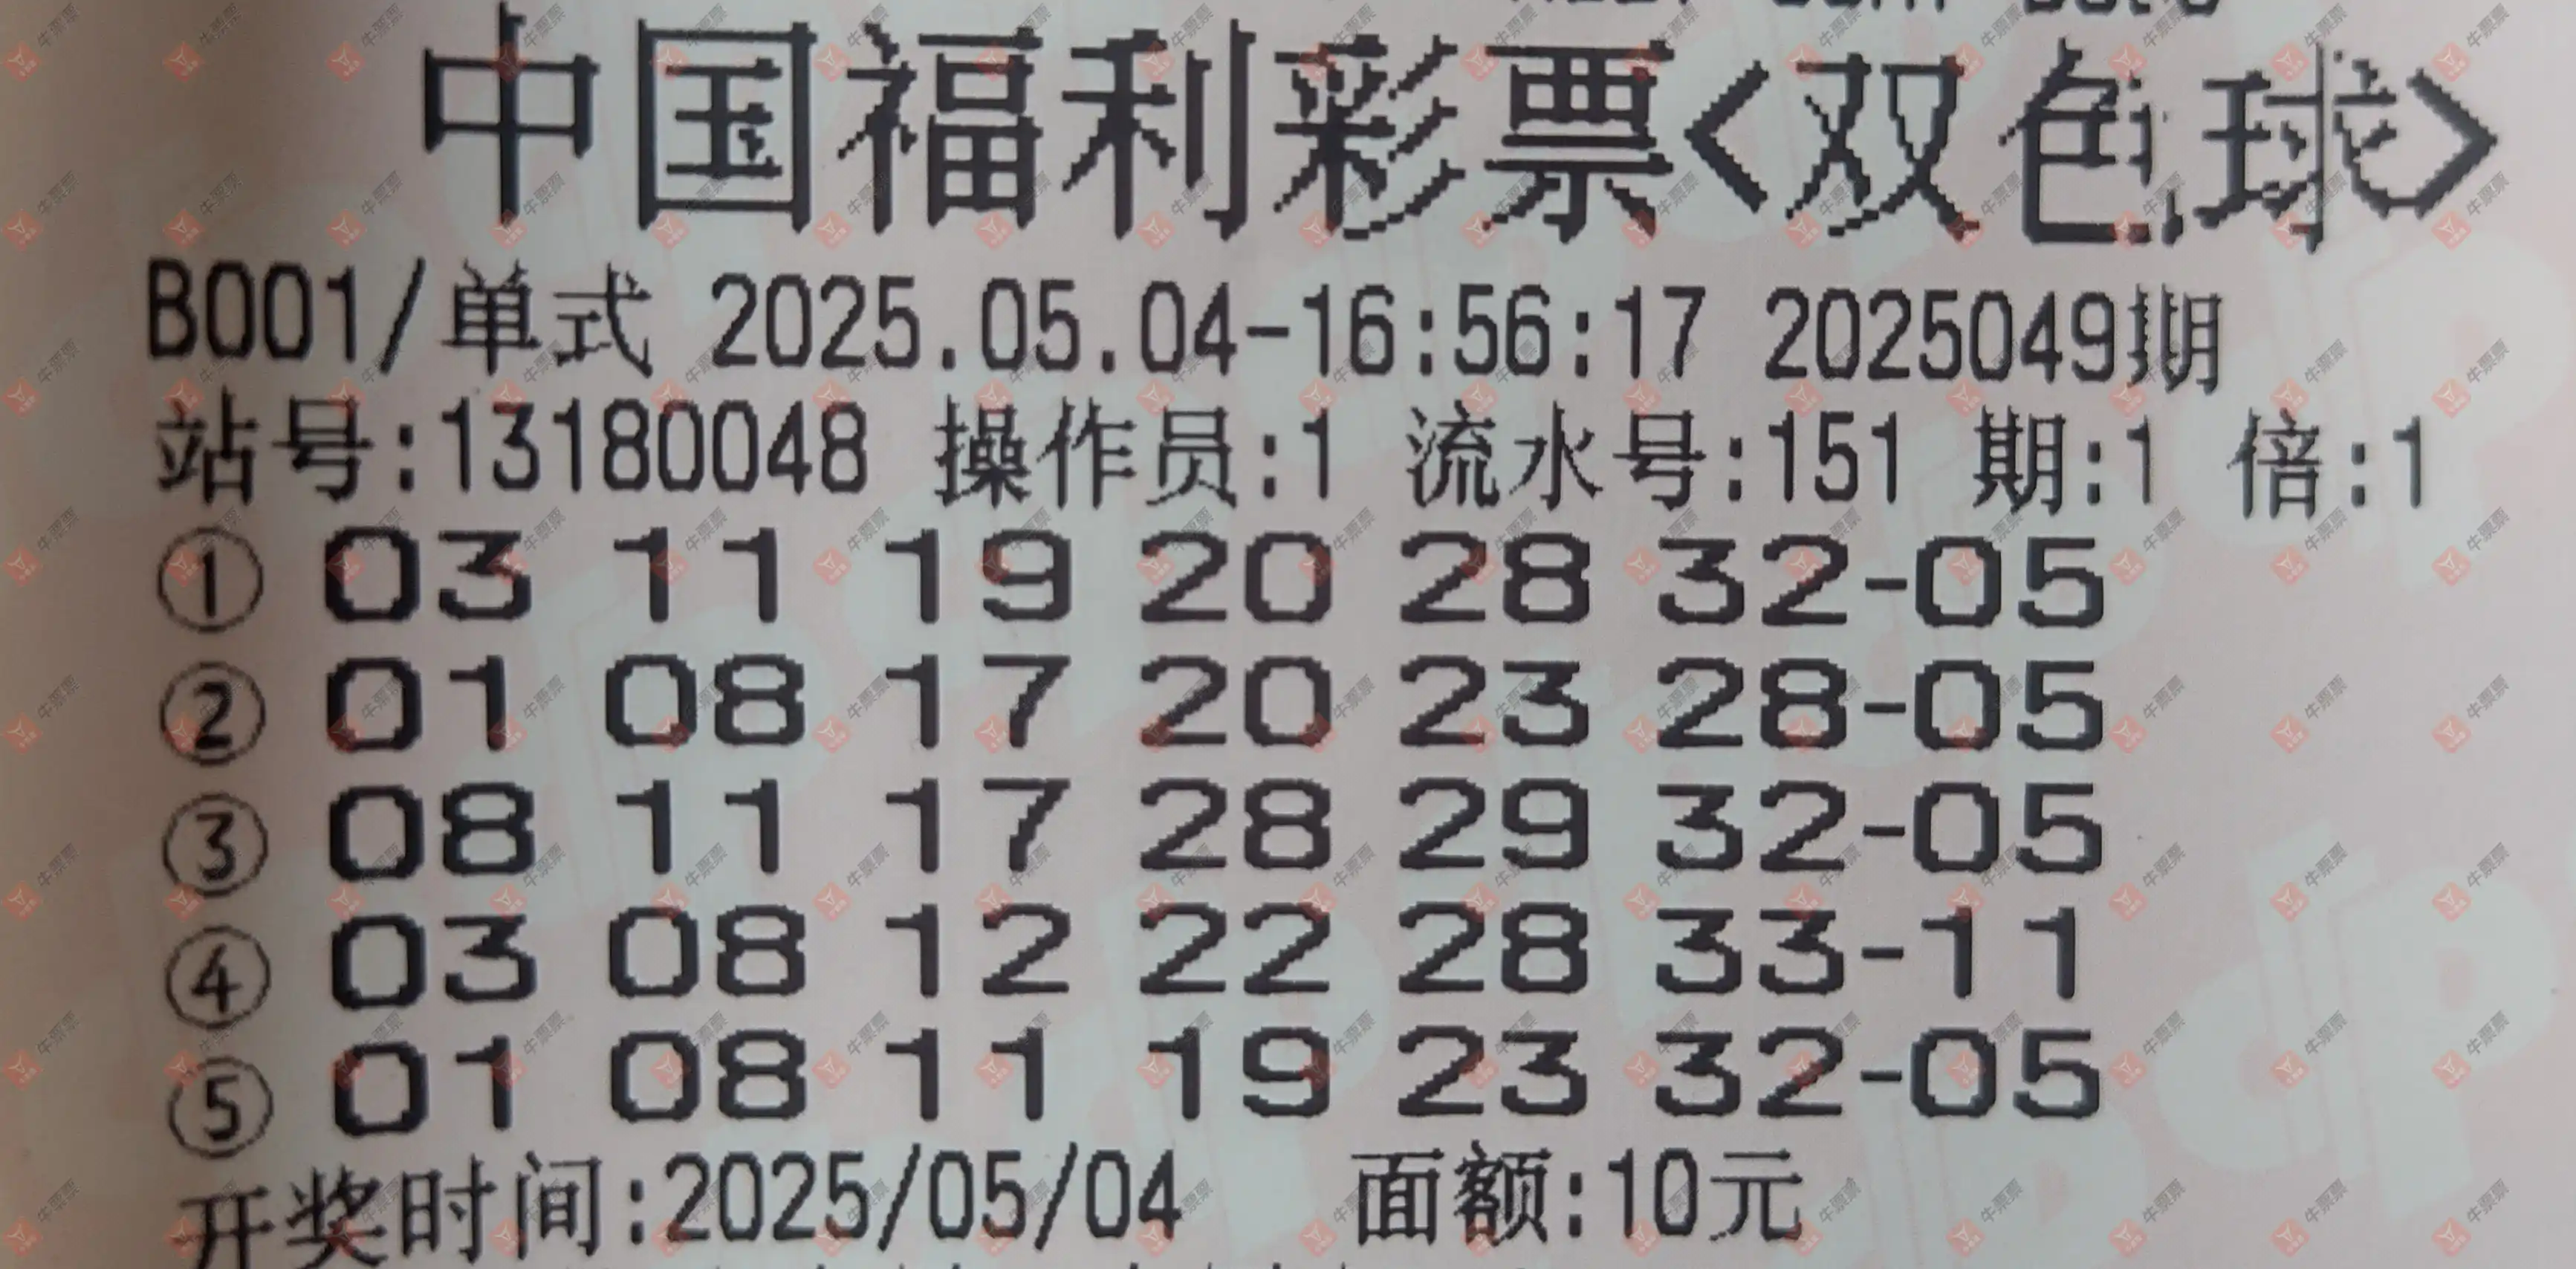 中国福利彩票<双色球>
B001/单式 2025.05.04-16:56:17 2025049期
站号:13180048 操作员:1 流水号:151 期:1 倍:1
① 03 11 19 20 28 32-05
② 01 08 17 20 23 28-05
③ 08 11 17 28 29 32-05
④ 03 08 12 22 28 33-11
⑤ 01 08 11 19 23 32-05
开奖时间:2025/05/04 面额:10元
牛票票